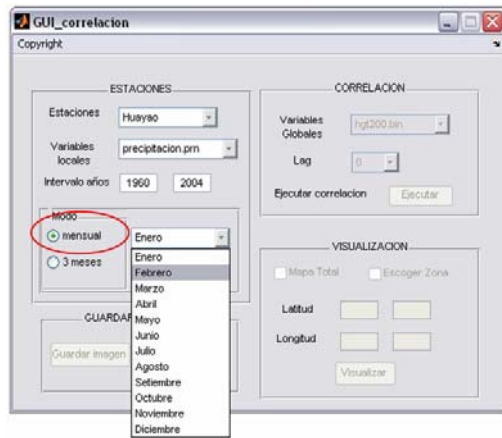 GUI_correlacion
Copyright
ESTACIONES
Estaciones
Huayao
Variables locales
precipitacion.prn
Intervalo años
1960
2004
Modo
mensual
3 meses
Enero
Enero
Febrero
Marzo
Abril
Mayo
Junio
Julio
Agosto
Setiembre
Octubre
Noviembre
Diciembre
GUARDAR
Guardar imagen
CORRELACION
Variables
Globales
hgt200.bin
Lag
0
Ejecutar correlacion
Ejecutar
VISUALIZACION
Mapa Total
Escoger Zona
Latitud
Longitud
Visualizar